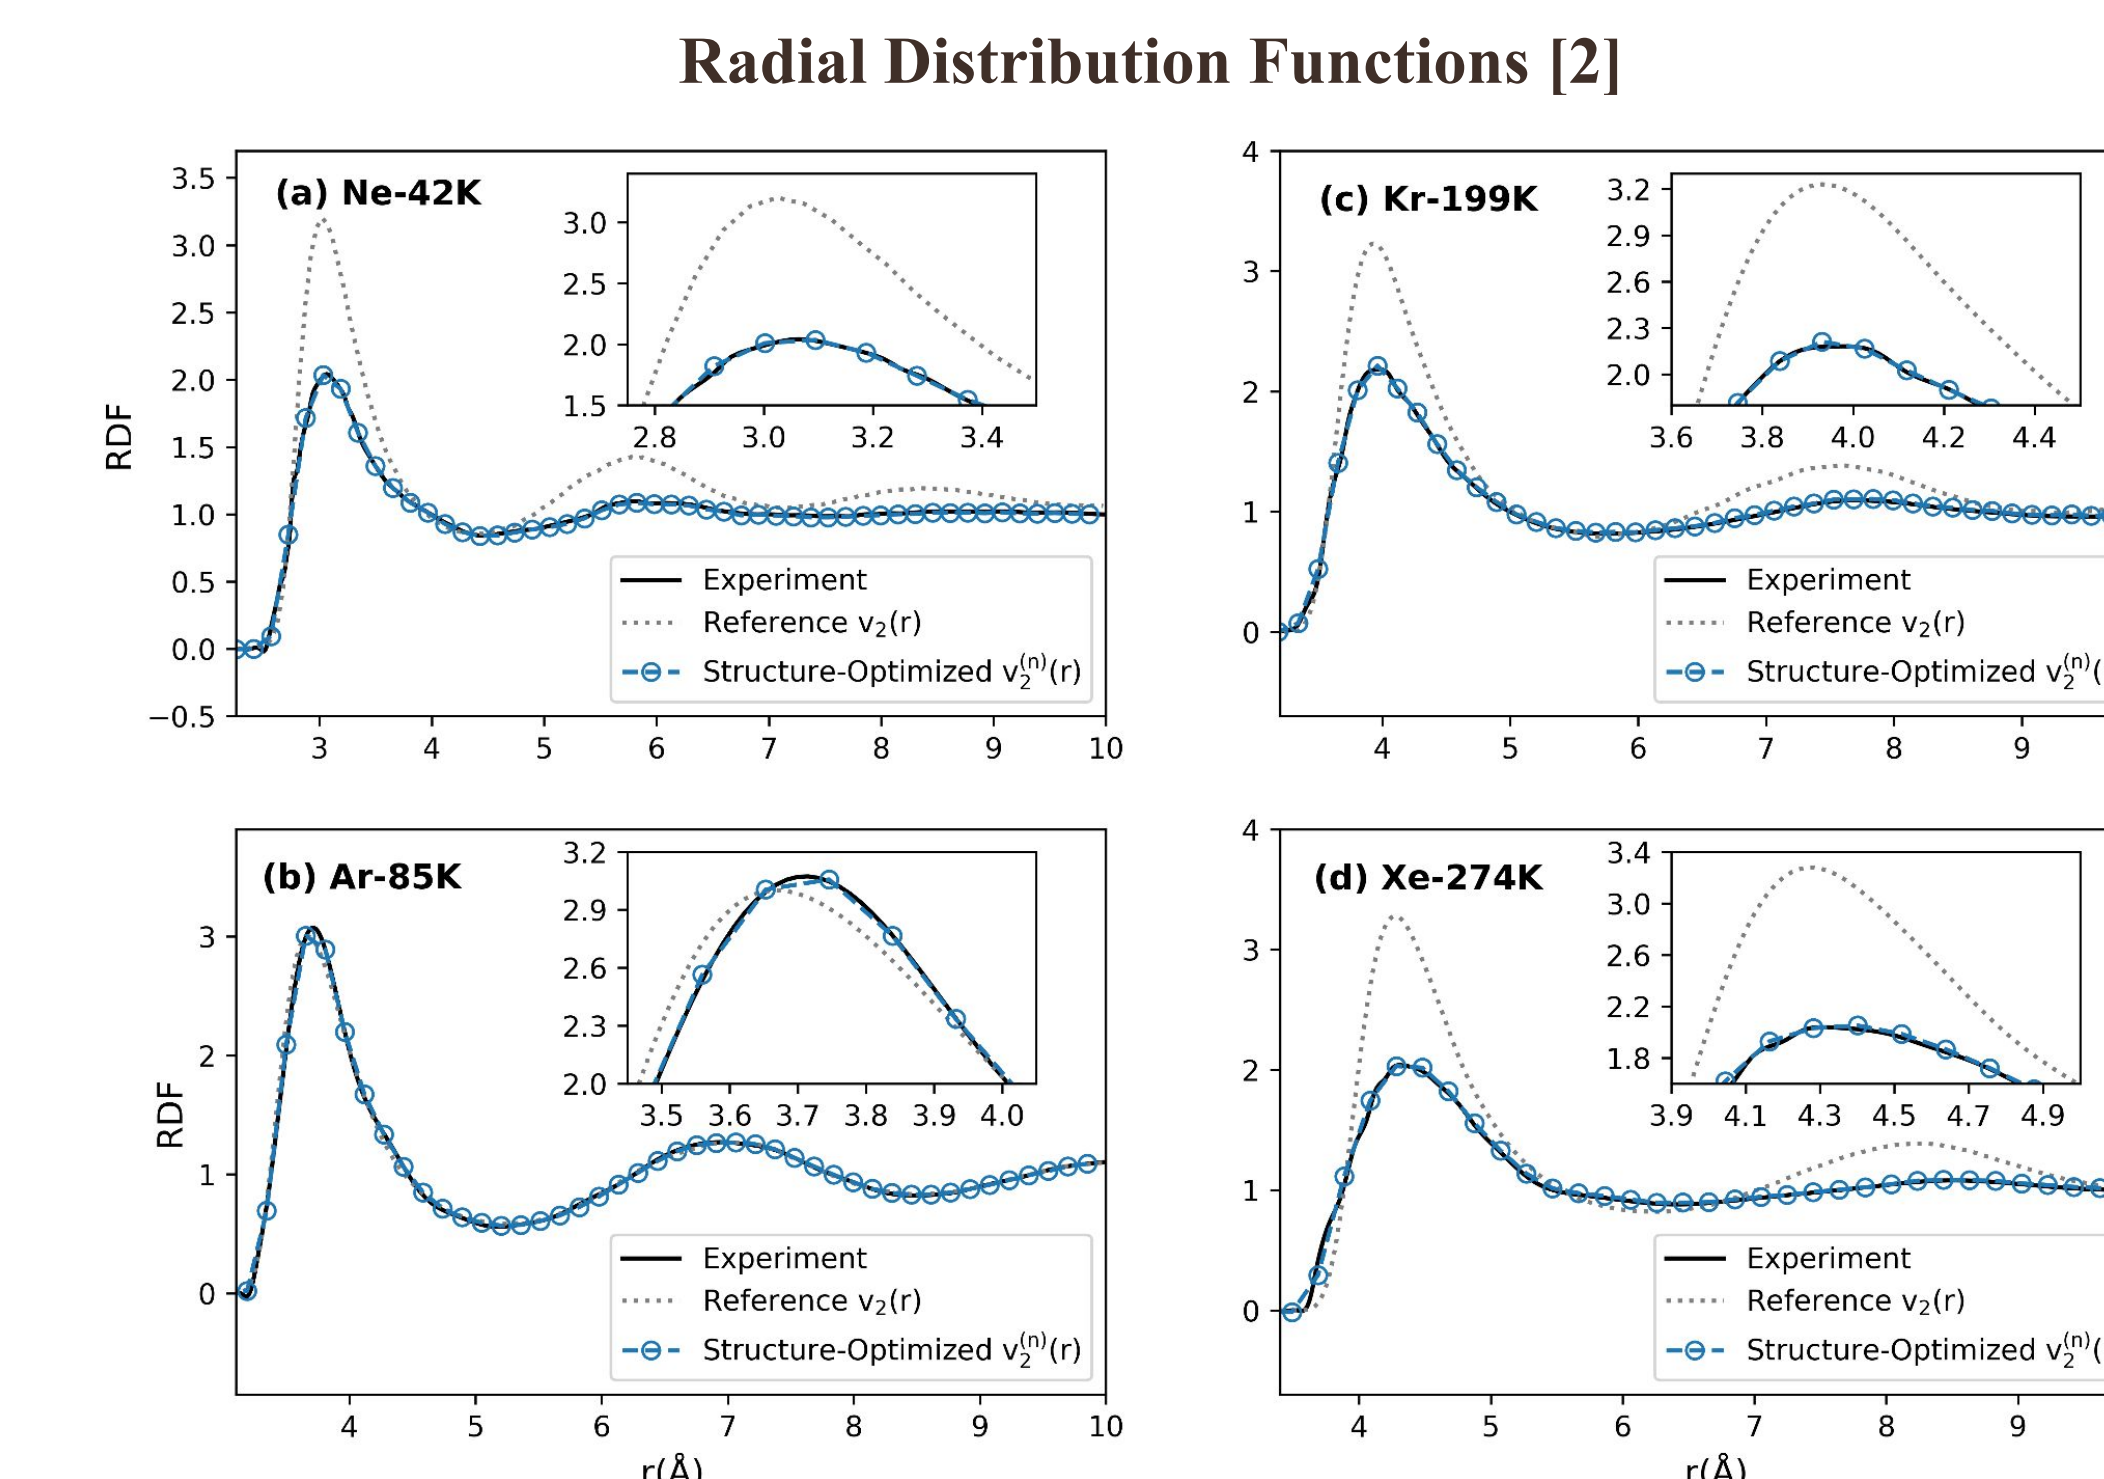 Radial Distribution Functions [2]
(a) Ne-42K
3.5
3.0
2.5
2.0
1.5
1.0
0.5
0.0
−0.5
RDF
3.0
2.5
2.0
1.5
2.8 3.0 3.2 3.4
Experiment
Reference v₂(r)
Structure-Optimized v₂⁽ⁿ⁾(r)
3 4 5 6 7 8 9 10
(c) Kr-199K
4
3
2
1
0
3.2
2.9
2.6
2.3
2.0
3.6 3.8 4.0 4.2 4.4
Experiment
Reference v₂(r)
Structure-Optimized v₂⁽ⁿ⁾(
4 5 6 7 8 9
(b) Ar-85K
3
2
1
0
RDF
3.2
2.9
2.6
2.3
2.0
3.5 3.6 3.7 3.8 3.9 4.0
Experiment
Reference v₂(r)
Structure-Optimized v₂⁽ⁿ⁾(r)
4 5 6 7 8 9 10
r(Å)
(d) Xe-274K
4
3
2
1
0
3.4
3.0
2.6
2.2
1.8
3.9 4.1 4.3 4.5 4.7 4.9
Experiment
Reference v₂(r)
Structure-Optimized v₂⁽ⁿ⁾(
4 5 6 7 8 9
r(Å)